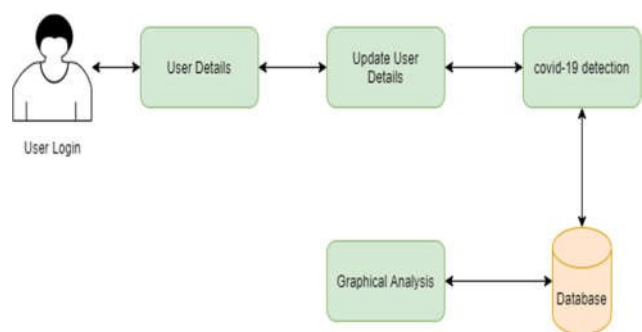 User Details
Update User
Details
covid-19 detection
User Login
Graphical Analysis
Database